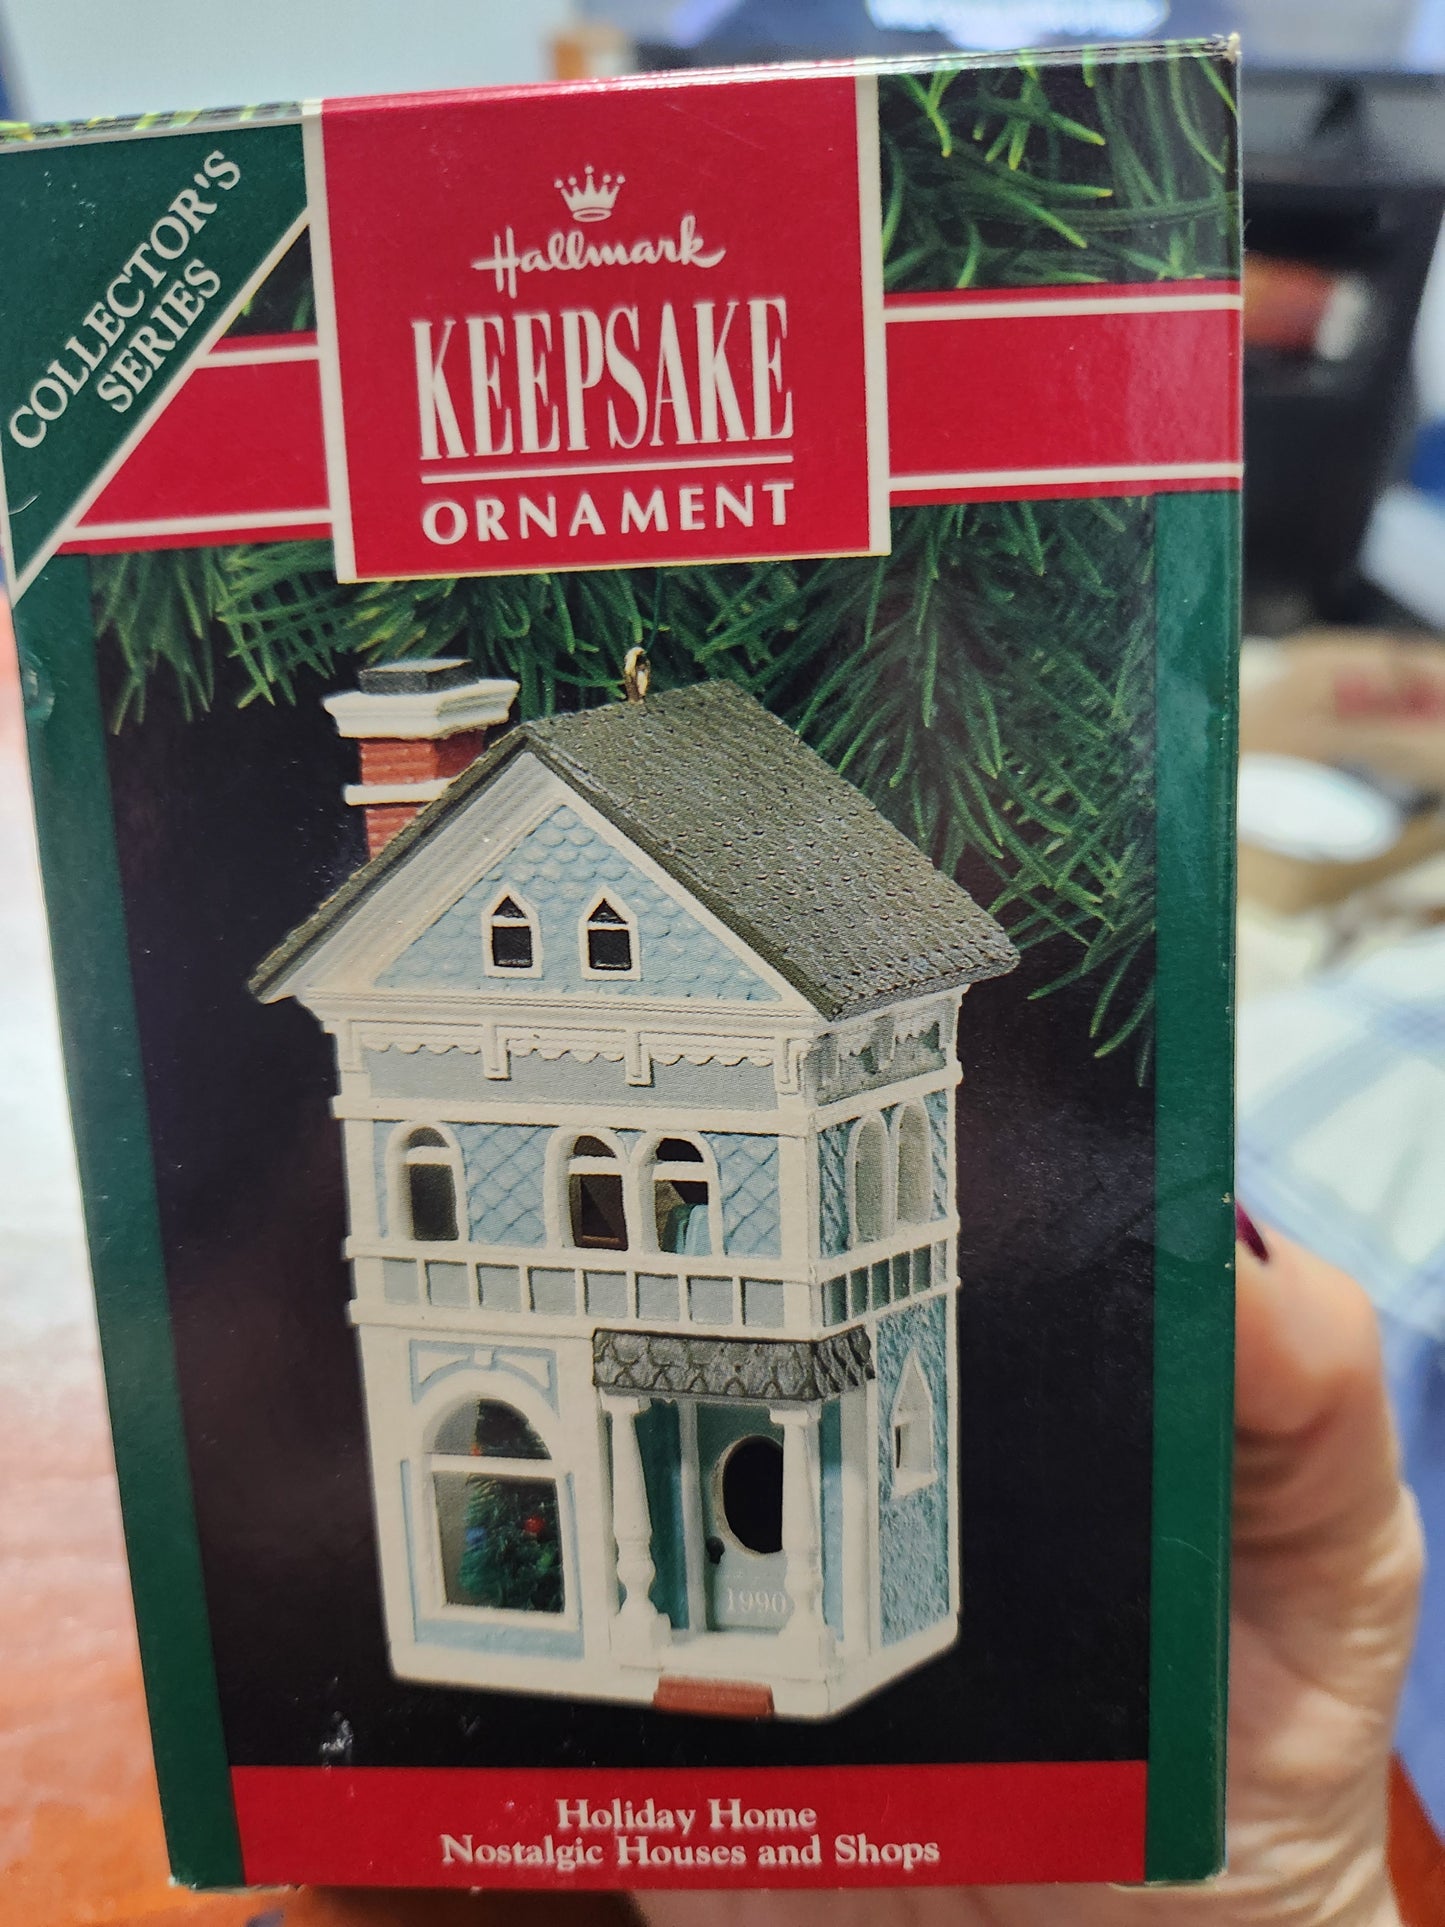 COLLECTOR'S
SERIES
Hallmark
KEEPSAKE
ORNAMENT
1990
Holiday Home
Nostalgic Houses and Shops